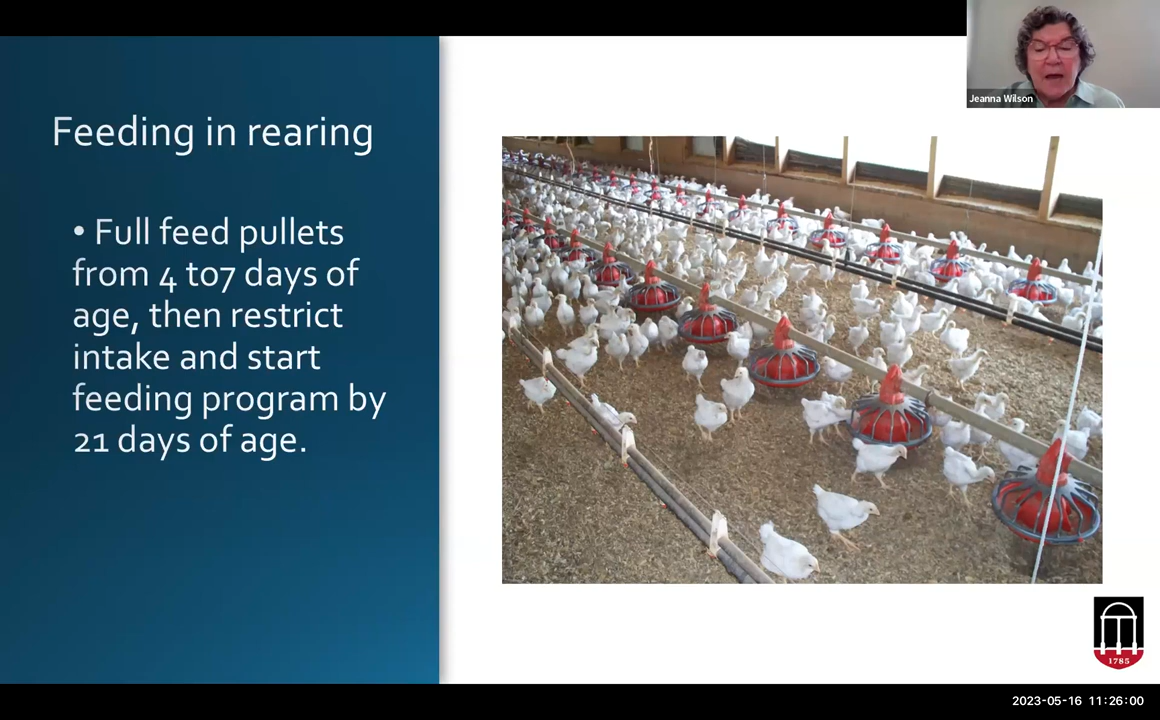 Jeanna Wilson
Feeding in rearing
• Full feed pullets
from 4 to7 days of
age, then restrict
intake and start
feeding program by
21 days of age.
1785
2023-05-16 11:26:00